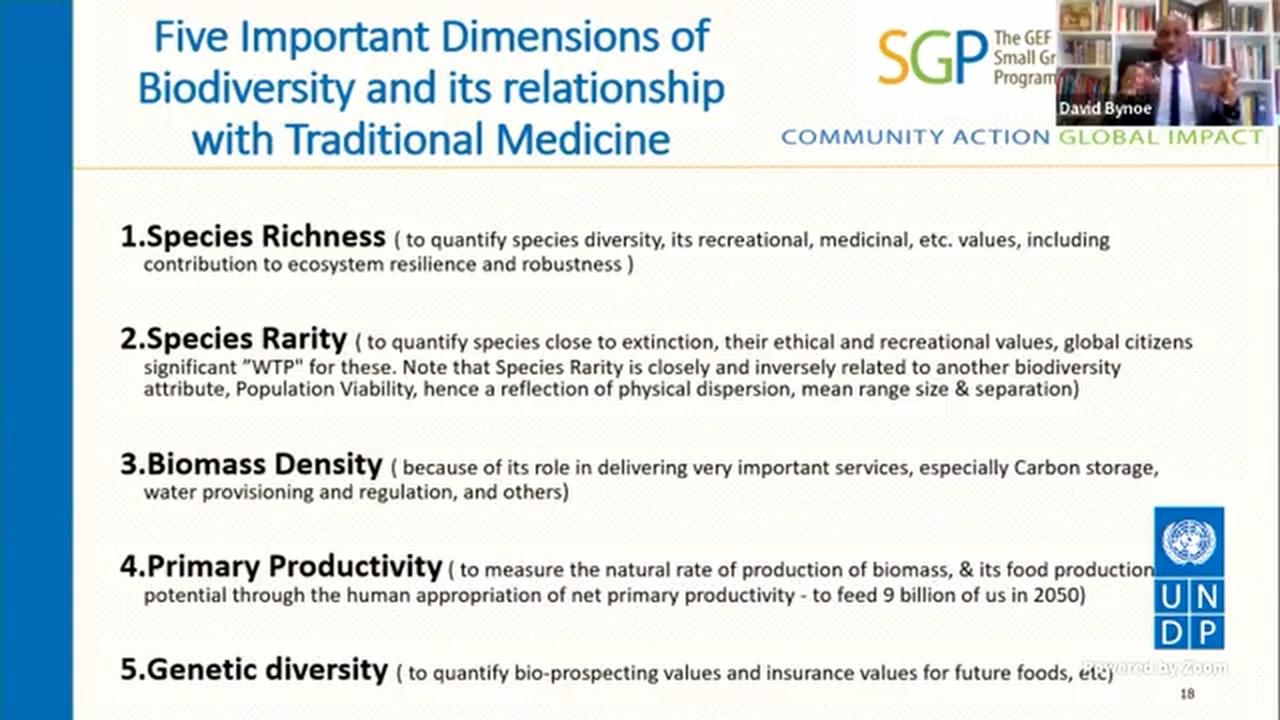 Five Important Dimensions of
Biodiversity and its relationship
with Traditional Medicine
SGP The GEF
Small Gr
Program
David Bynoe
COMMUNITY ACTION GLOBAL IMPACT
1.Species Richness ( to quantify species diversity, its recreational, medicinal, etc. values, including
contribution to ecosystem resilience and robustness )
2.Species Rarity ( to quantify species close to extinction, their ethical and recreational values, global citizens
significant "WTP" for these. Note that Species Rarity is closely and inversely related to another biodiversity
attribute, Population Viability, hence a reflection of physical dispersion, mean range size & separation)
3.Biomass Density ( because of its role in delivering very important services, especially Carbon storage,
water provisioning and regulation, and others)
4.Primary Productivity ( to measure the natural rate of production of biomass, & its food production
potential through the human appropriation of net primary productivity - to feed 9 billion of us in 2050)
5.Genetic diversity ( to quantify bio-prospecting values and insurance values for future foods, etc)
U N
D P
Powered by Zoom
18